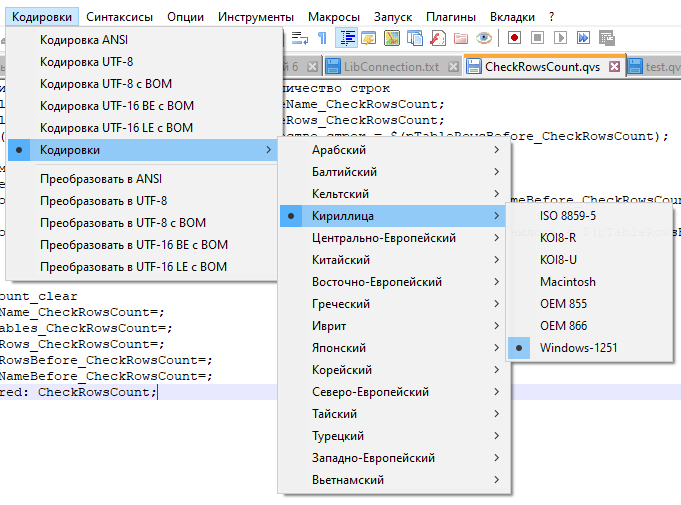 Кодировки Синтаксисы Опции Инструменты Макросы Запуск Плагины Вкладки ?
Кодировка ANSI
Кодировка UTF-8
Кодировка UTF-8 с BOM
Кодировка UTF-16 BE с BOM
Кодировка UTF-16 LE с BOM
Кодировки
Преобразовать в ANSI
Преобразовать в UTF-8
Преобразовать в UTF-8 с BOM
Преобразовать в UTF-16 BE с BOM
Преобразовать в UTF-16 LE с BOM
Арабский
Балтийский
Кельтский
Кириллица
Центрально-Европейский
Китайский
Восточно-Европейский
Греческий
Иврит
Японский
Корейский
Северо-Европейский
Тайский
Турецкий
Западно-Европейский
Вьетнамский
ISO 8859-5
KOI8-R
KOI8-U
Macintosh
OEM 855
OEM 866
Windows-1251
й 6 LibConnection.txt CheckRowsCount.qvs test.qv
ичество строк
eName_CheckRowsCount;
eRows_CheckRowsCount;
= $(pTableRowsBefore_CheckRowsCount);
meBefore_CheckRowsCou
ount_clear
Name_CheckRowsCount=;
ables_CheckRowsCount=;
Rows_CheckRowsCount=;
RowsBefore_CheckRowsCount=;
NameBefore_CheckRowsCount=;
red: CheckRowsCount;